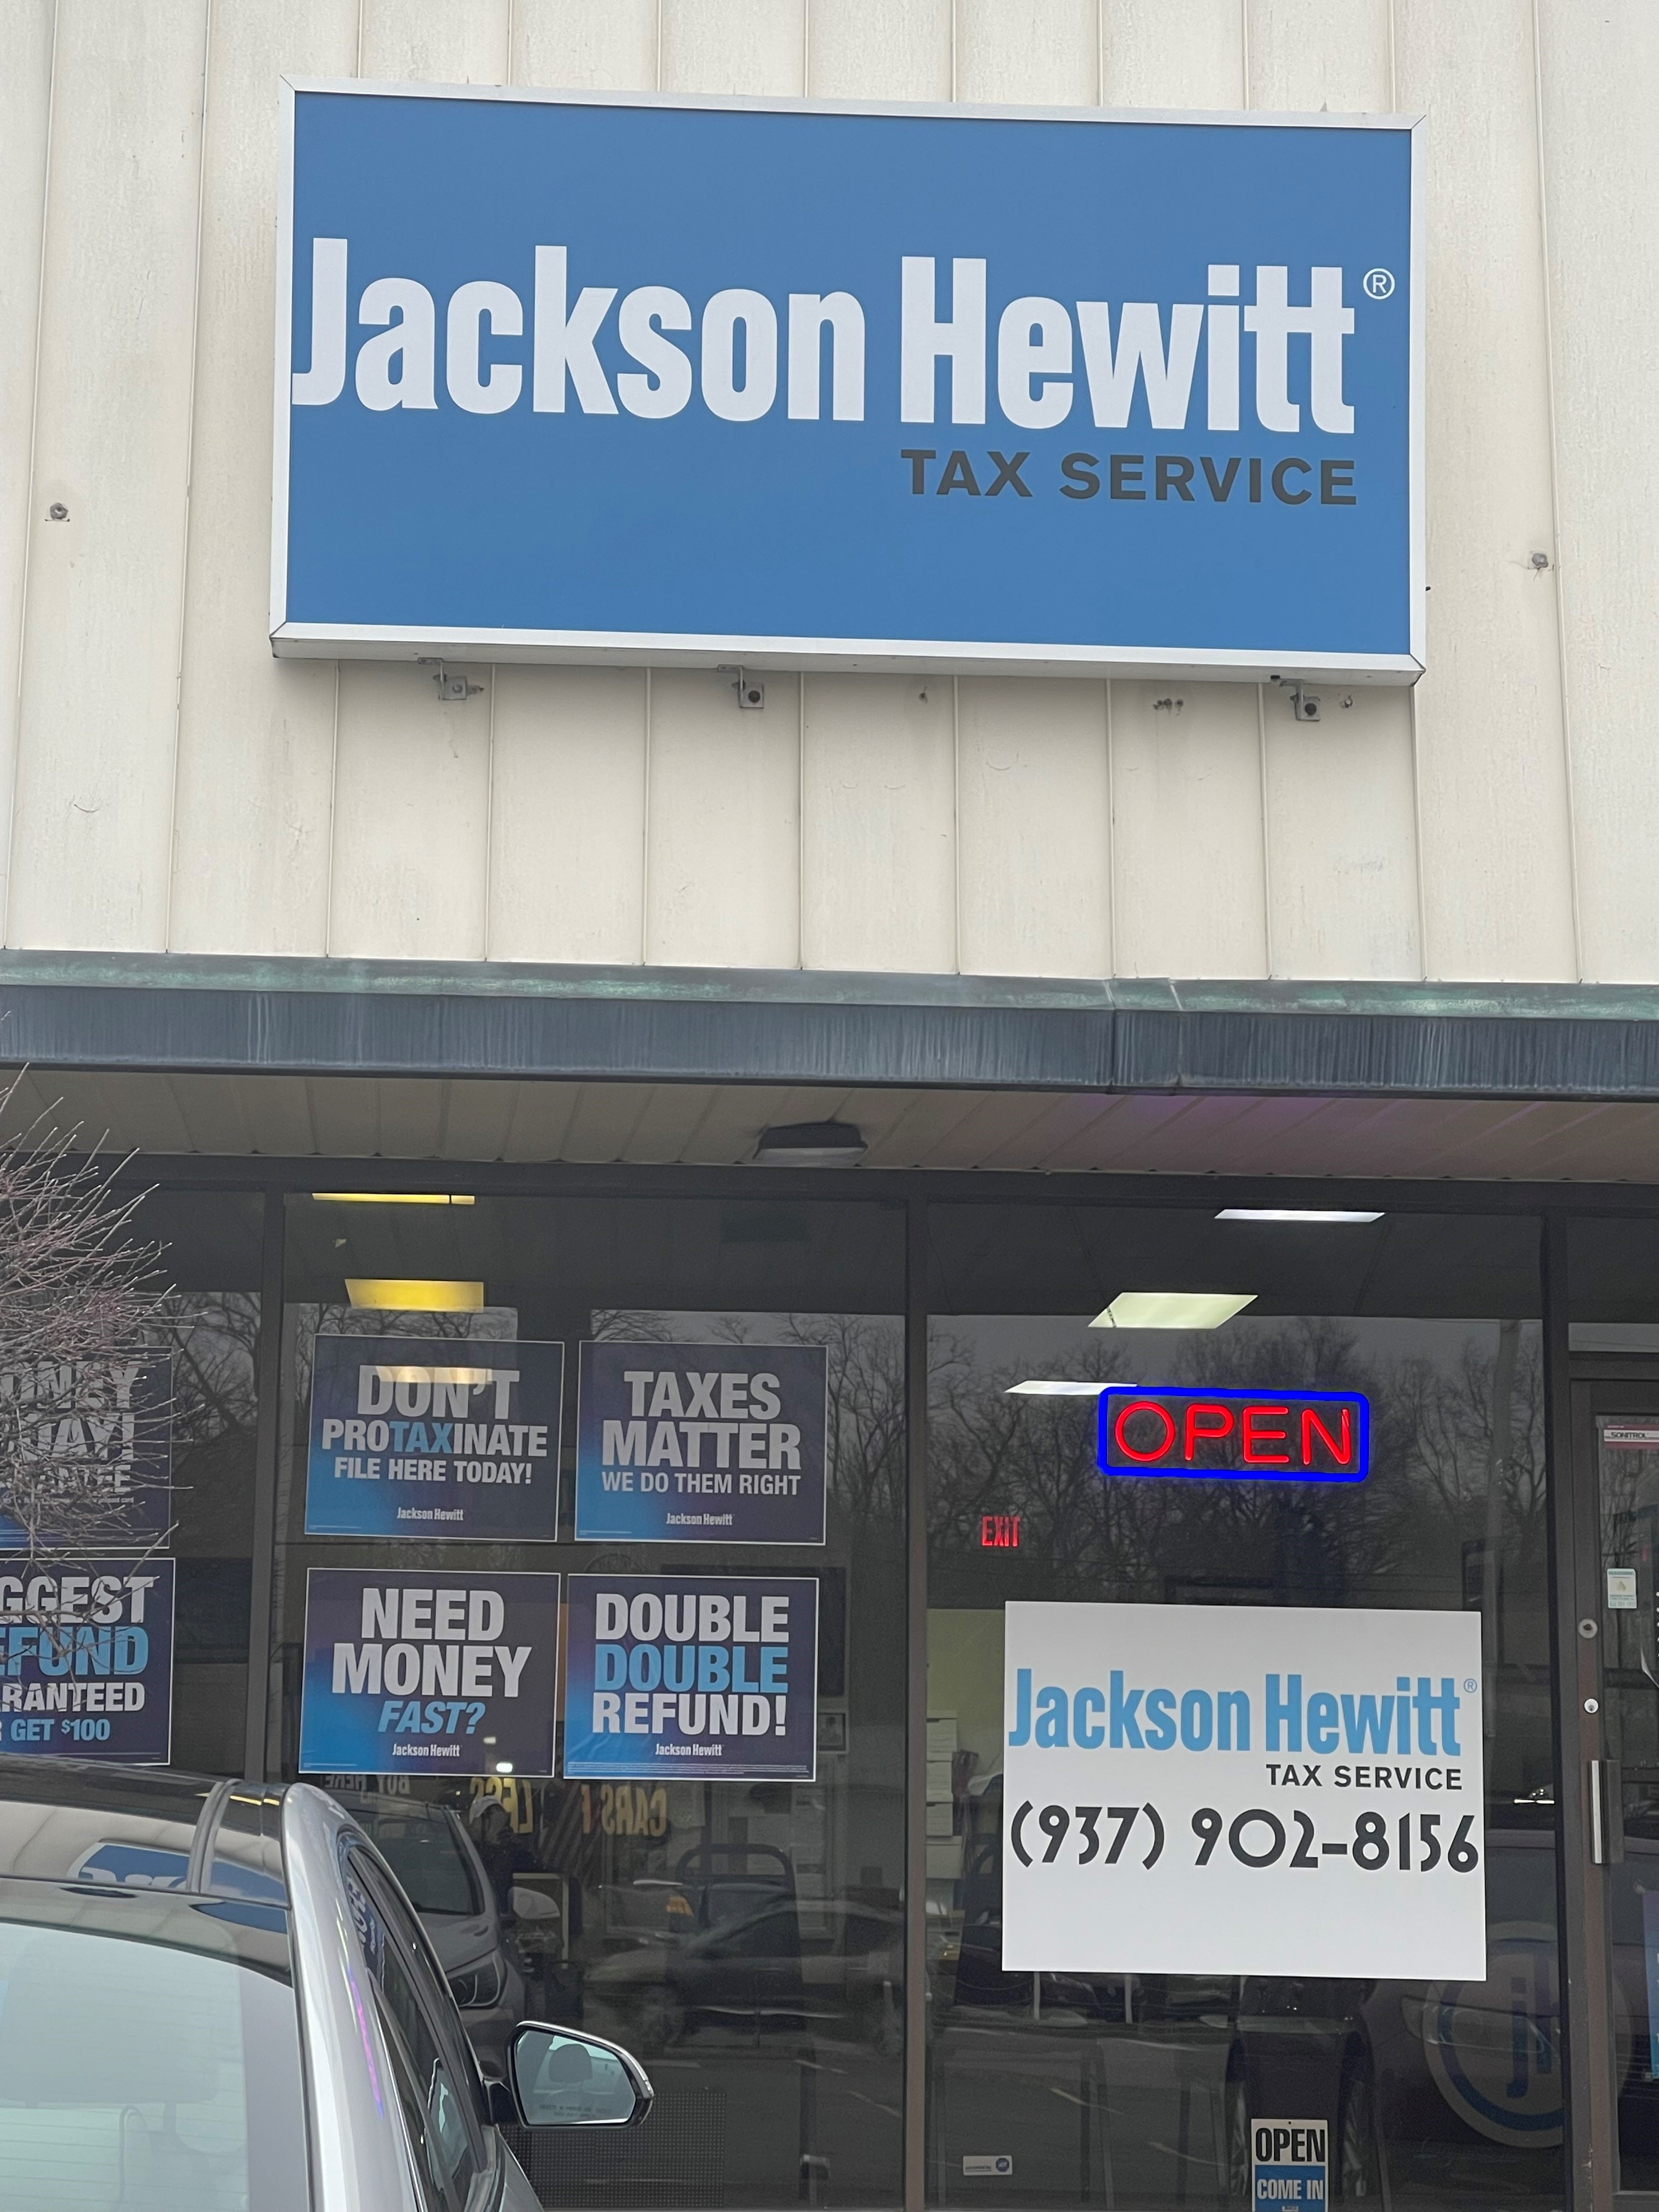 Jackson Hewitt®
TAX SERVICE
DON'T
PROTAXINATE
FILE HERE TODAY!
Jackson Hewitt
TAXES
MATTER
WE DO THEM RIGHT
Jackson Hewitt
OPEN
EXIT
SONITROL
GGEST
EFUND
RANTEED
GET $100
NEED
MONEY
FAST?
Jackson Hewitt
DOUBLE
DOUBLE
REFUND!
Jackson Hewitt
Jackson Hewitt®
TAX SERVICE
(937) 902-8156
OPEN
COME IN